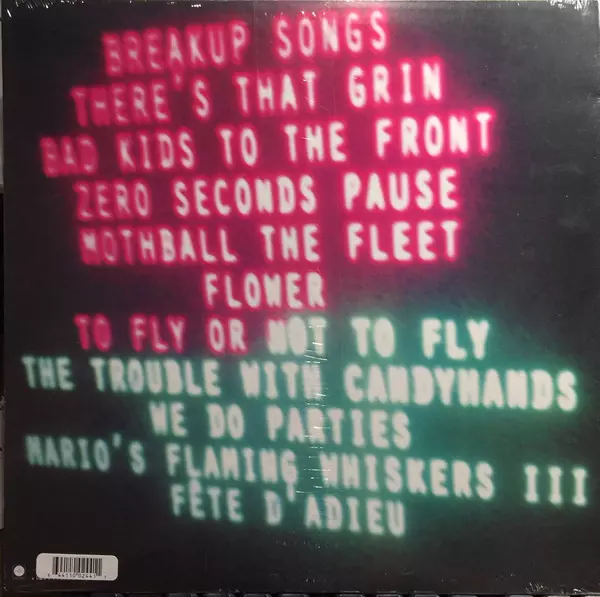 BREAKUP SONGS
THERE'S THAT GRIN
BAD KIDS TO THE FRONT
ZERO SECONDS PAUSE
MOTHBALL THE FLEET
FLOWER
TO FLY OR NOT TO FLY
THE TROUBLE WITH CANDYHANDS
WE DO PARTIES
MARIO'S FLAMING WHISKERS III
FÊTE D'ADIEU